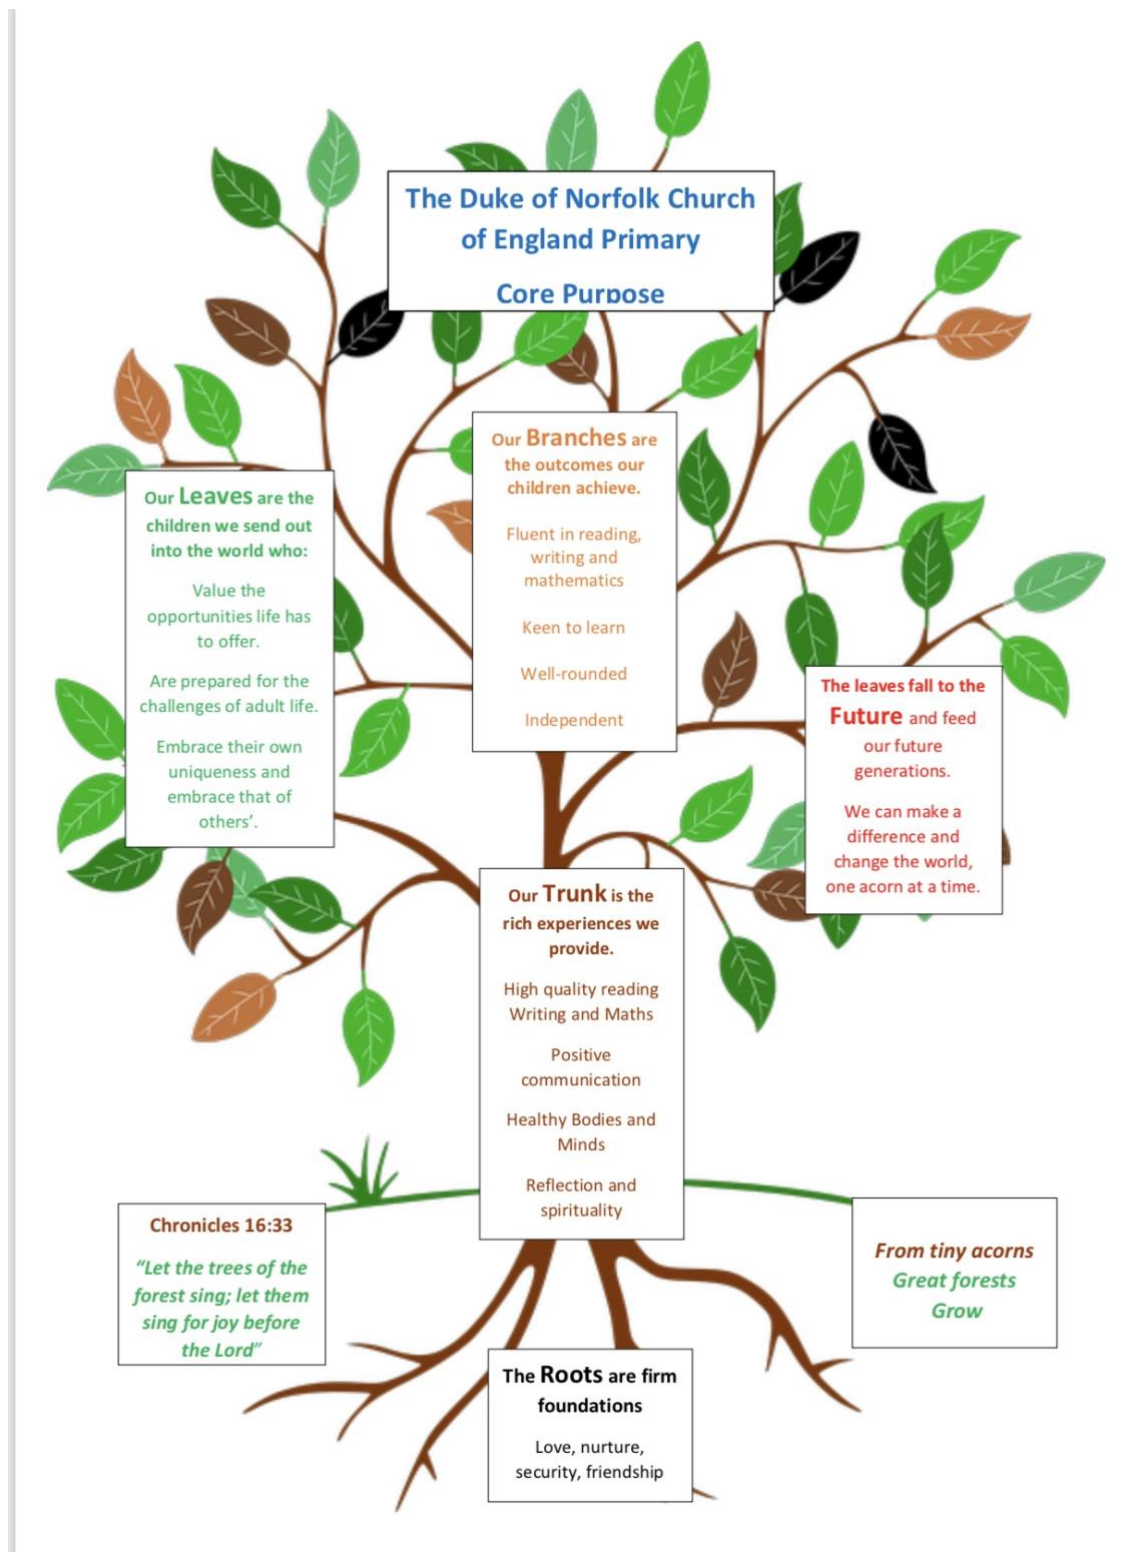 The Duke of Norfolk Church
of England Primary
Core Purpose
Our Branches are
the outcomes our
children achieve.
Fluent in reading,
writing and
mathematics
Keen to learn
Well-rounded
Independent
Our Leaves are the
children we send out
into the world who:
Value the
opportunities life has
to offer.
Are prepared for the
challenges of adult life.
Embrace their own
uniqueness and
embrace that of
others’.
The leaves fall to the
Future and feed
our future
generations.
We can make a
difference and
change the world,
one acorn at a time.
Our Trunk is the
rich experiences we
provide.
High quality reading
Writing and Maths
Positive
communication
Healthy Bodies and
Minds
Reflection and
spirituality
Chronicles 16:33
“Let the trees of the
forest sing; let them
sing for joy before
the Lord”
From tiny acorns
Great forests
Grow
The Roots are firm
foundations
Love, nurture,
security, friendship